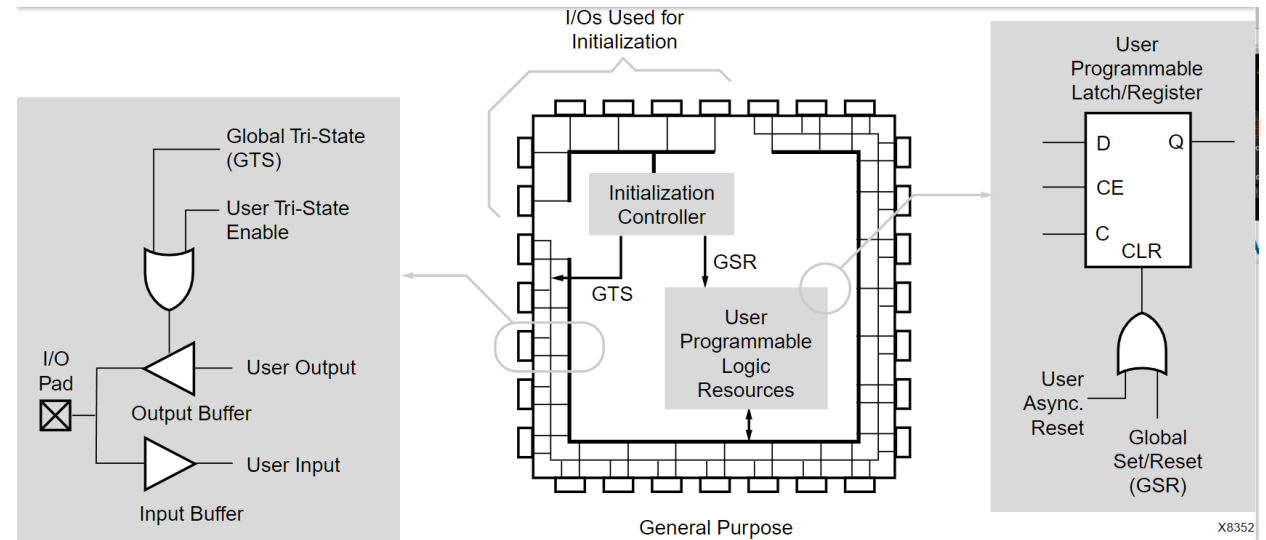 I/Os Used for
Initialization
Global Tri-State
(GTS)
User Tri-State
Enable
I/O
Pad
User Output
Output Buffer
User Input
Input Buffer
Initialization
Controller
GSR
GTS
User
Programmable
Logic
Resources
General Purpose
User
Programmable
Latch/Register
D
Q
CE
C
CLR
User
Async.
Reset
Global
Set/Reset
(GSR)
X8352